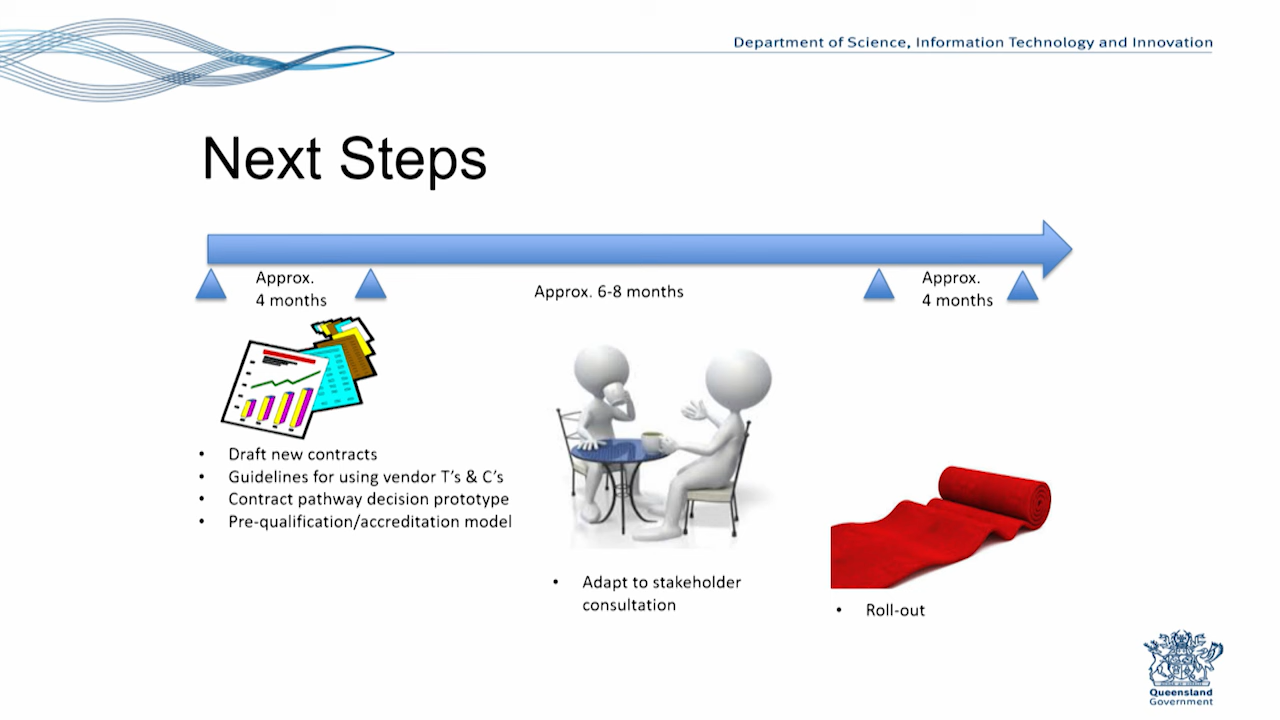 Department of Science, Information Technology and Innovation
Next Steps
Approx.
4 months
Approx. 6-8 months
Approx.
4 months
• Draft new contracts
• Guidelines for using vendor T’s & C’s
• Contract pathway decision prototype
• Pre-qualification/accreditation model
• Adapt to stakeholder
consultation
• Roll-out
Queensland
Government